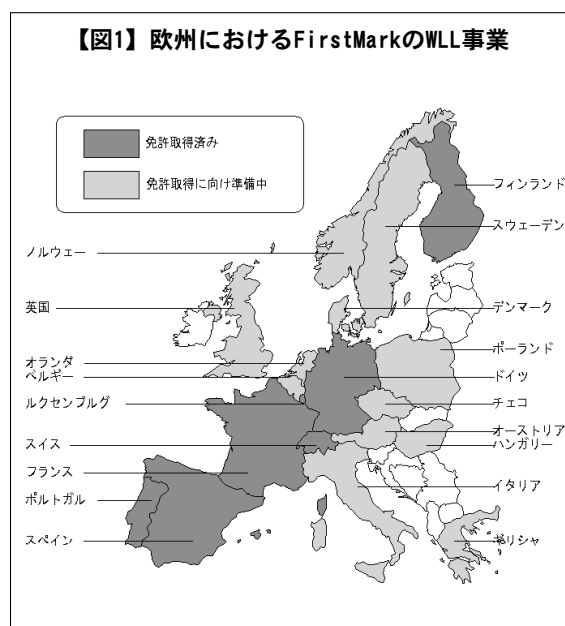 【図1】欧州におけるFirstMarkのWLL事業
免許取得済み
免許取得に向け準備中
フィンランド
スウェーデン
ノルウェー
英国
デンマーク
オランダ
ポーランド
ベルギー
ドイツ
ルクセンブルグ
チェコ
オーストリア
スイス
ハンガリー
フランス
イタリア
ポルトガル
スペイン
ギリシャ